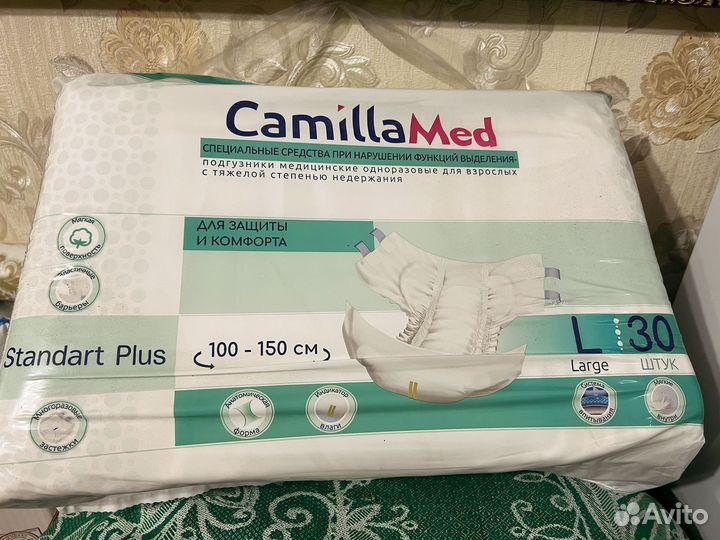 CamillaMed
СПЕЦИАЛЬНЫЕ СРЕДСТВА ПРИ НАРУШЕНИИ ФУНКЦИЙ ВЫДЕЛЕНИЯ-
подгузники медицинские одноразовые для взрослых
с тяжелой степенью недержания
ДЛЯ ЗАЩИТЫ
И КОМФОРТА
Мягкая
поверхность
Эластичные
барьеры
Standart Plus
100 - 150 см
L
Large
30
ШТУК
Многоразовые
застежки
Анатомическая
форма
Индикатор
влаги
Система
впитывания
Мягкие
внутри
Avito